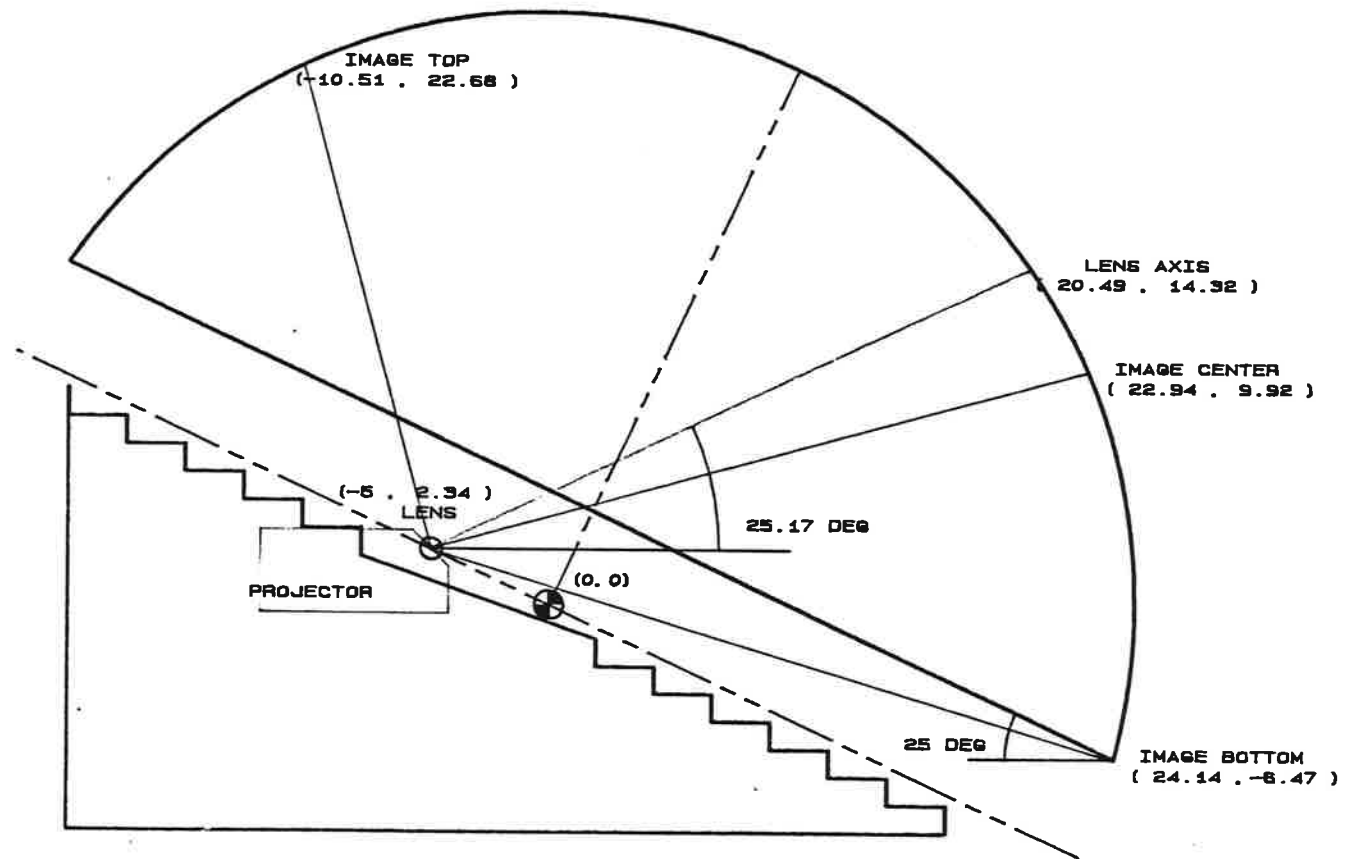 IMAGE TOP
(-10.51 , 22.68 )
LENS AXIS
( 20.49 , 14.32 )
IMAGE CENTER
( 22.94 , 9.92 )
(-5 , 2.34 )
LENS
25.17 DEG
PROJECTOR
(0,0)
25 DEG
IMAGE BOTTOM
( 24.14 ,-6.47 )